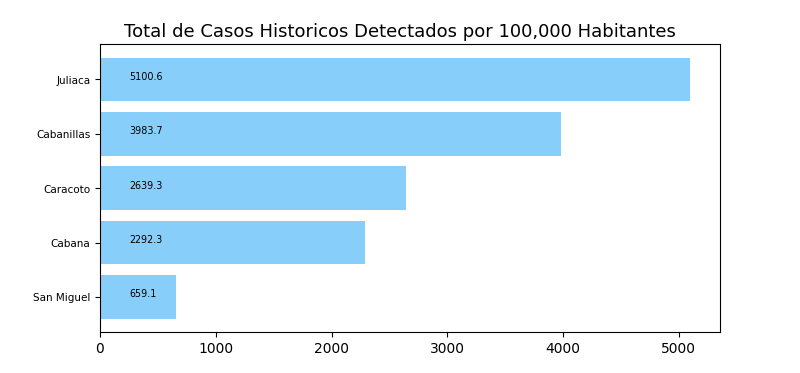 Total de Casos Historicos Detectados por 100,000 Habitantes
Juliaca 5100.6
Cabanillas 3983.7
Caracoto 2639.3
Cabana 2292.3
San Miguel 659.1
0 1000 2000 3000 4000 5000